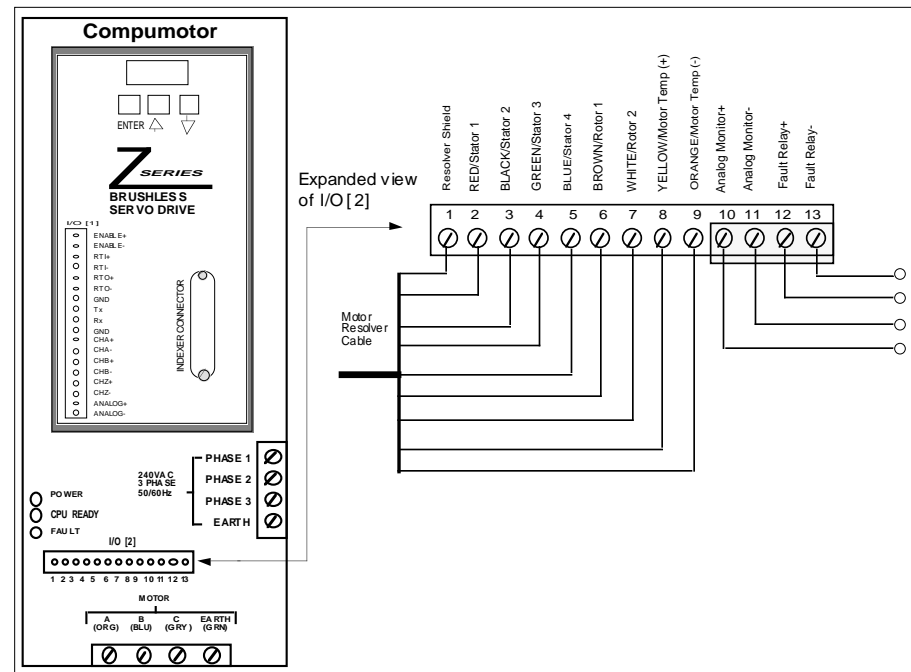 Compumotor
ENTER
Z SERIES
BRUSHLESS
SERVO DRIVE
I/O [1]
ENABLE+
ENABLE-
RTI+
RTI-
RTO+
RTO-
GND
Tx
Rx
GND
CHA+
CHA-
CHB+
CHB-
CHZ+
CHZ-
ANALOG+
ANALOG-
INDEXER CONNECTOR
PHASE 1
PHASE 2
PHASE 3
EARTH
240VAC
3 PHASE
50/60Hz
POWER
CPU READY
FAULT
I/O [2]
1 2 3 4 5 6 7 8 9 10 11 12 13
MOTOR
A B C EARTH
(ORG) (BLU) (GRY) (GRN)
Expanded view
of I/O [2]
Resolver Shield
RED/Stator 1
BLACK/Stator 2
GREEN/Stator 3
BLUE/Stator 4
BROWN/Rotor 1
WHITE/Rotor 2
YELLOW/Motor Temp (+)
ORANGE/Motor Temp (-)
Analog Monitor+
Analog Monitor-
Fault Relay+
Fault Relay-
1 2 3 4 5 6 7 8 9 10 11 12 13
Motor
Resolver
Cable